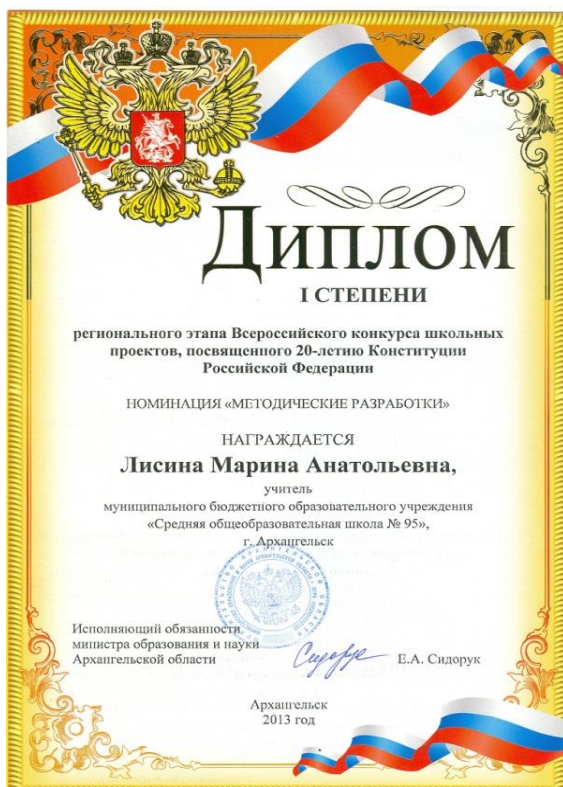 ДИПЛОМ
I СТЕПЕНИ
регионального этапа Всероссийского конкурса школьных
проектов, посвященного 20-летию Конституции
Российской Федерации
НОМИНАЦИЯ «МЕТОДИЧЕСКИЕ РАЗРАБОТКИ»
НАГРАЖДАЕТСЯ
Лисина Марина Анатольевна,
учитель
муниципального бюджетного образовательного учреждения
«Средняя общеобразовательная школа № 95»,
г. Архангельск
Исполняющий обязанности
министра образования и науки
Архангельской области
Е.А. Сидорук
Архангельск
2013 год